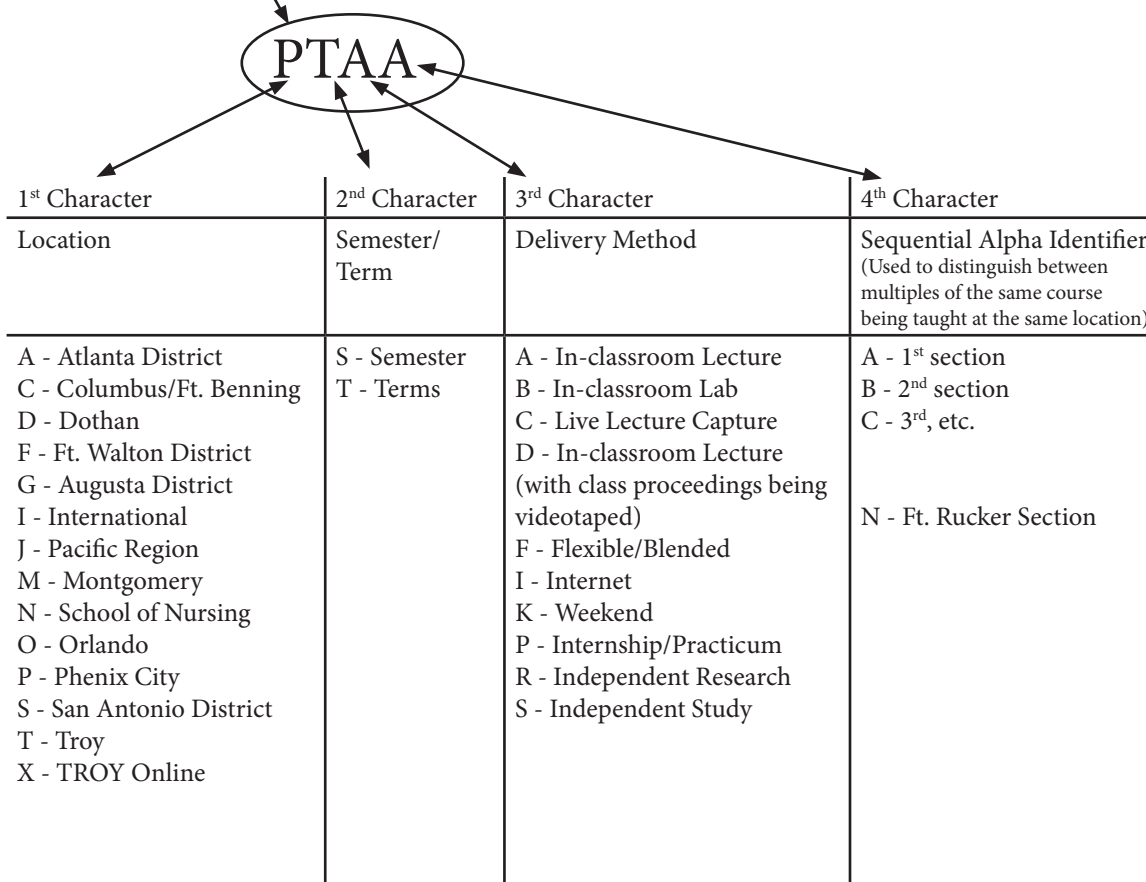 PTAA
1st Character
2nd Character
3rd Character
4th Character
Location
Semester/
Term
Delivery Method
Sequential Alpha Identifier
(Used to distinguish between
multiples of the same course
being taught at the same location)
A - Atlanta District
C - Columbus/Ft. Benning
D - Dothan
F - Ft. Walton District
G - Augusta District
I - International
J - Pacific Region
M - Montgomery
N - School of Nursing
O - Orlando
P - Phenix City
S - San Antonio District
T - Troy
X - TROY Online
S - Semester
T - Terms
A - In-classroom Lecture
B - In-classroom Lab
C - Live Lecture Capture
D - In-classroom Lecture
(with class proceedings being
videotaped)
F - Flexible/Blended
I - Internet
K - Weekend
P - Internship/Practicum
R - Independent Research
S - Independent Study
A - 1st section
B - 2nd section
C - 3rd, etc.
N - Ft. Rucker Section